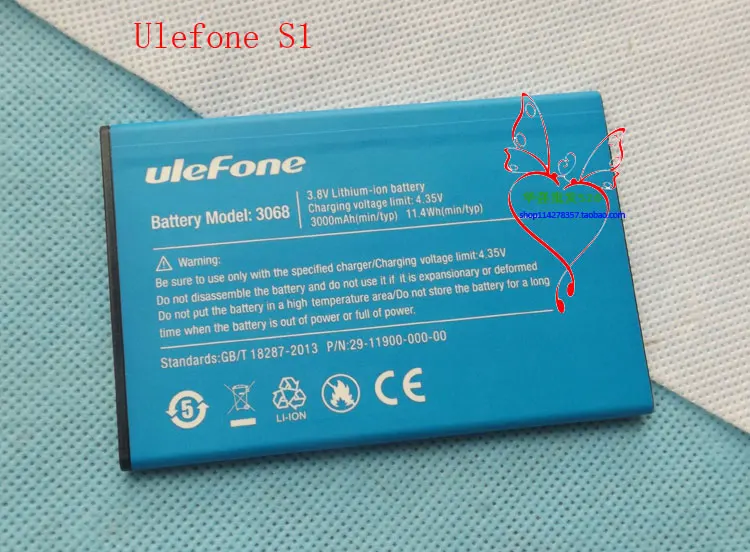 Ulefone S1
uleFone
Battery Model: 3068
3.8V Lithium-ion battery
Charging voltage limit: 4.35V
3000mAh(min/typ) 11.4Wh(min/typ)
Warning:
Be sure to use only with the specified charger/Charging voltage limit:4.35V
Do not disassemble the battery and do not use it if it is expansionary or deformed
Do not put the battery in a high temperature area/Do not store the battery for a long
time when the battery is out of power or full of power.
Standards:GB/T 18287-2013 P/N:29-11900-000-00
5
LI-ION
CE
shop114278357.taobao.com